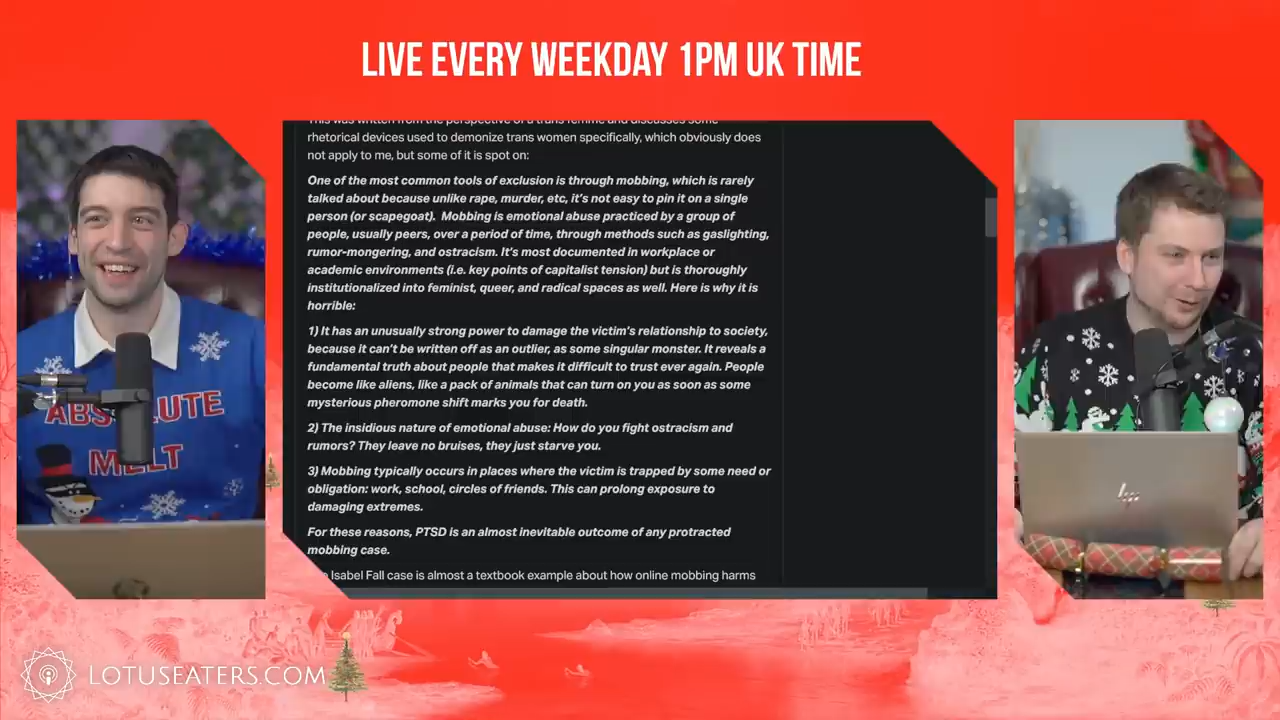 LIVE EVERY WEEKDAY 1PM UK TIME
This was written from the perspective of a trans femme and discusses some
rhetorical devices used to demonize trans women specifically, which obviously does
not apply to me, but some of it is spot on:
One of the most common tools of exclusion is through mobbing, which is rarely
talked about because unlike rape, murder, etc, it's not easy to pin it on a single
person (or scapegoat). Mobbing is emotional abuse practiced by a group of
people, usually peers, over a period of time, through methods such as gaslighting,
rumor-mongering, and ostracism. It's most documented in workplace or
academic environments (i.e. key points of capitalist tension) but is thoroughly
institutionalized into feminist, queer, and radical spaces as well. Here is why it is
horrible:
1) It has an unusually strong power to damage the victim's relationship to society,
because it can't be written off as an outlier, as some singular monster. It reveals a
fundamental truth about people that makes it difficult to trust ever again. People
become like aliens, like a pack of animals that can turn on you as soon as some
mysterious pheromone shift marks you for death.
2) The insidious nature of emotional abuse: How do you fight ostracism and
rumors? They leave no bruises, they just starve you.
3) Mobbing typically occurs in places where the victim is trapped by some need or
obligation: work, school, circles of friends. This can prolong exposure to
damaging extremes.
For these reasons, PTSD is an almost inevitable outcome of any protracted
mobbing case.
Isabel Fall case is almost a textbook example about how online mobbing harms
ABSOLUTE
MELT
hp
LOTUSEATERS.COM